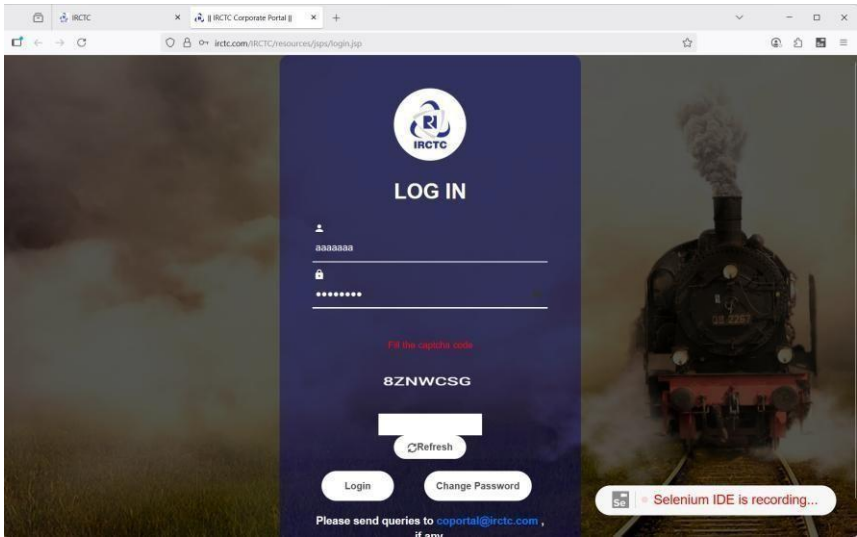 IRCTC
|| IRCTC Corporate Portal ||
irctc.com/IRCTC/resources/jsps/login.jsp
IRCTC
LOG IN
aaaaaaa
Fill the captcha code
8ZNWCSG
Refresh
Login Change Password
Please send queries to coportal@irctc.com ,
if any
Se Selenium IDE is recording...